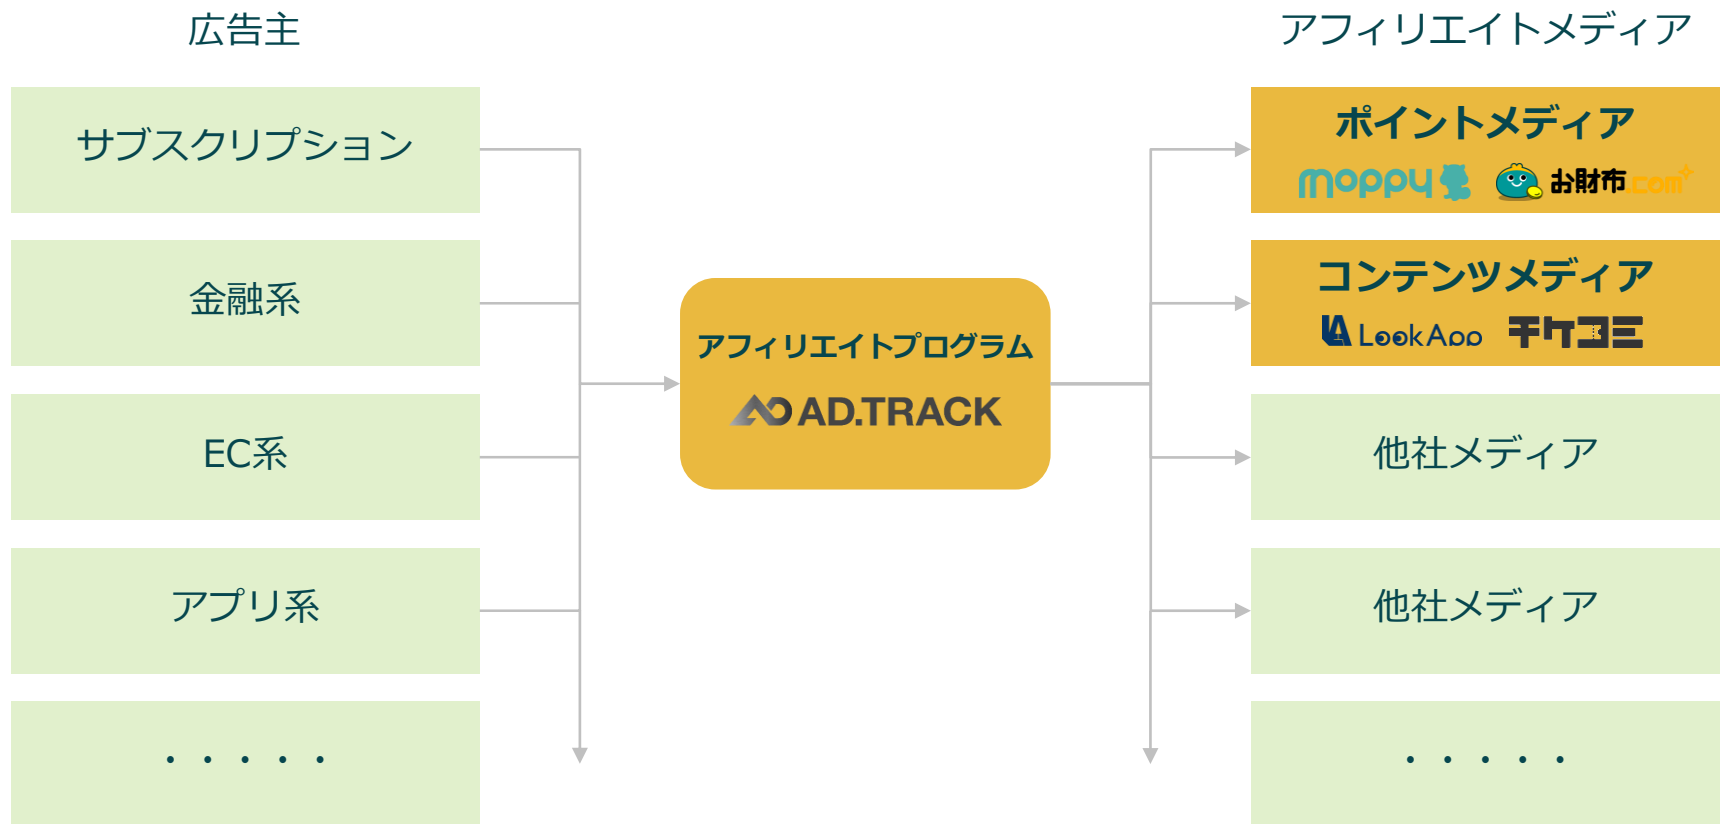 広告主
アフィリエイトメディア
サブスクリプション
金融系
EC系
アプリ系
・・・・・
アフィリエイトプログラム
AD.TRACK
ポイントメディア
moppy お財布.com
コンテンツメディア
LA LookApp チケコミ
他社メディア
他社メディア
・・・・・